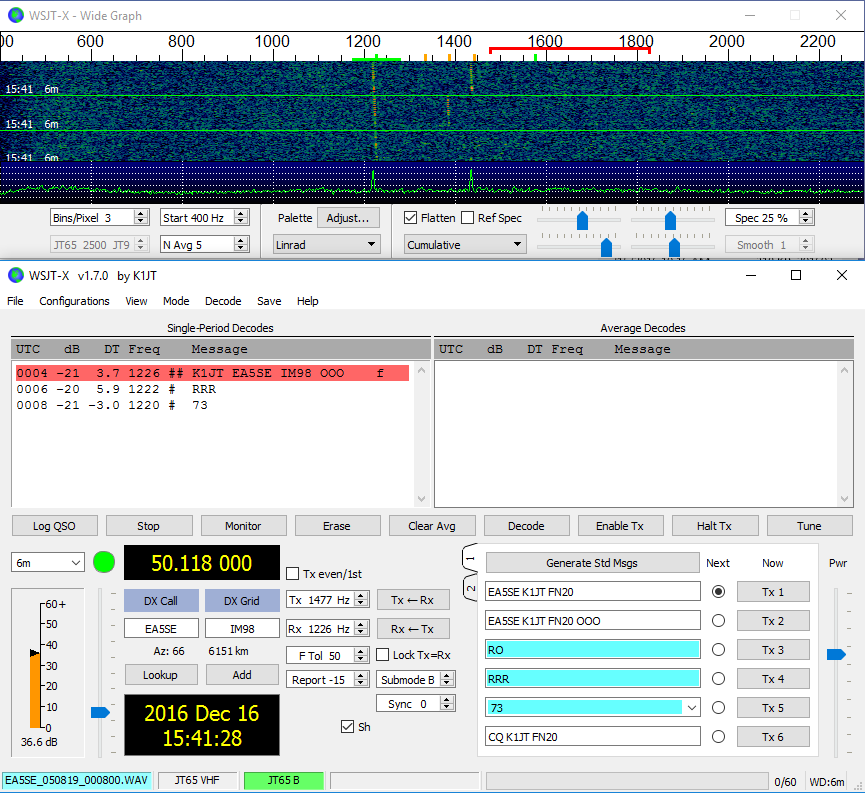 WSJT-X - Wide Graph
00 600 800 1000 1200 1400 1600 1800 2000 2200
15:41 6m
15:41 6m
15:41 6m
Bins/Pixel 3 Start 400 Hz Palette Adjust... Flatten Ref Spec Spec 25 %
JT65 2500 JT9 N Avg 5 Linrad Cumulative Smooth 1
WSJT-X v1.7.0 by K1JT
File Configurations View Mode Decode Save Help
Single-Period Decodes Average Decodes
UTC dB DT Freq Message UTC dB DT Freq Message
0004 -21 3.7 1226 ## K1JT EA5SE IM98 OOO f
0006 -20 5.9 1222 # RRR
0008 -21 -3.0 1220 # 73
Log QSO Stop Monitor Erase Clear Avg Decode Enable Tx Halt Tx Tune
6m 50.118 000 Tx even/1st 1 Generate Std Msgs Next Now Pwr
2 EA5SE K1JT FN20 Tx 1
60+ DX Call DX Grid Tx 1477 Hz Tx ← Rx
50 EA5SE IM98 Rx 1226 Hz Rx ← Tx EA5SE K1JT FN20 OOO Tx 2
40 Az: 66 6151 km F Tol 50 Lock Tx=Rx RO Tx 3
30 Lookup Add Report -15 Submode B RRR Tx 4
20 2016 Dec 16 Sync 0 73 Tx 5
10 15:41:28 Sh CQ K1JT FN20 Tx 6
0
36.6 dB
EA5SE_050819_000800.WAV JT65 VHF JT65 B 0/60 WD:6m